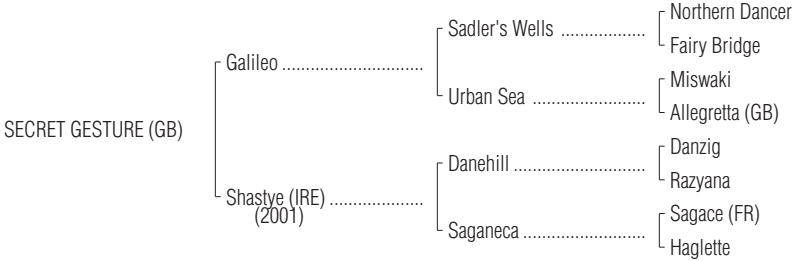 Northern Dancer
Sadler's Wells ......................
Fairy Bridge
Galileo ....................................
Miswaki
Urban Sea .............................
Allegretta (GB)
SECRET GESTURE (GB)
Danzig
Danehill ..................................
Razyana
Shastye (IRE) ........................
(2001)
Sagace (FR)
Saganeca ...............................
Haglette